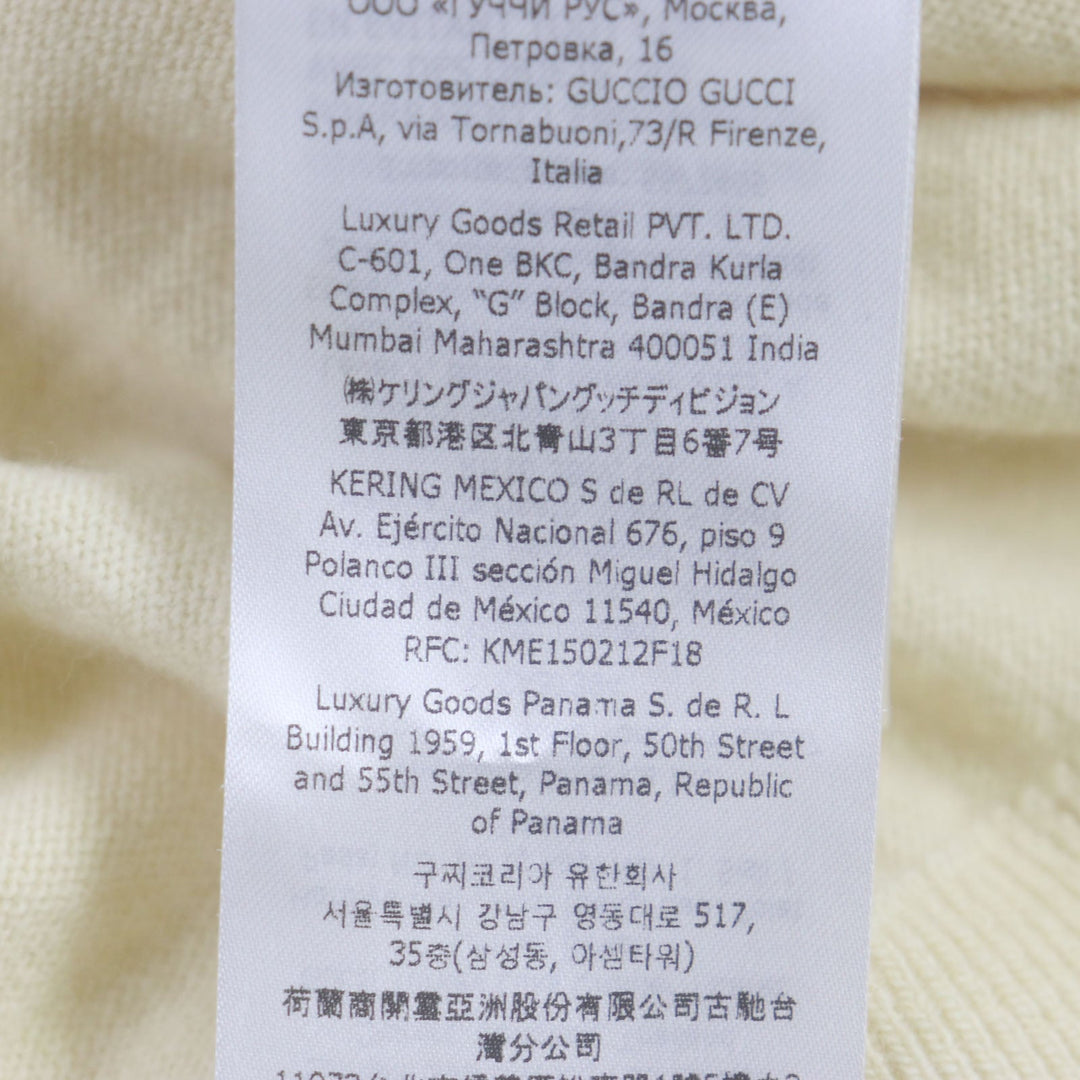 ООО «ГУЧЧИ РУС», Москва,
Петровка, 16
Изготовитель: GUCCIO GUCCI
S.p.A, via Tornabuoni,73/R Firenze,
Italia
Luxury Goods Retail PVT. LTD.
C-601, One BKC, Bandra Kurla
Complex, “G” Block, Bandra (E)
Mumbai Maharashtra 400051 India
㈱ケリングジャパングッチディビジョン
東京都港区北青山3丁目6番7号
KERING MEXICO S de RL de CV
Av. Ejército Nacional 676, piso 9
Polanco III sección Miguel Hidalgo
Ciudad de México 11540, México
RFC: KME150212F18
Luxury Goods Panama S. de R. L
Building 1959, 1st Floor, 50th Street
and 55th Street, Panama, Republic
of Panama
구찌코리아 유한회사
서울특별시 강남구 영동대로 517,
35층(삼성동, 아셈타워)
荷蘭商開雲亞洲股份有限公司古馳台
灣分公司